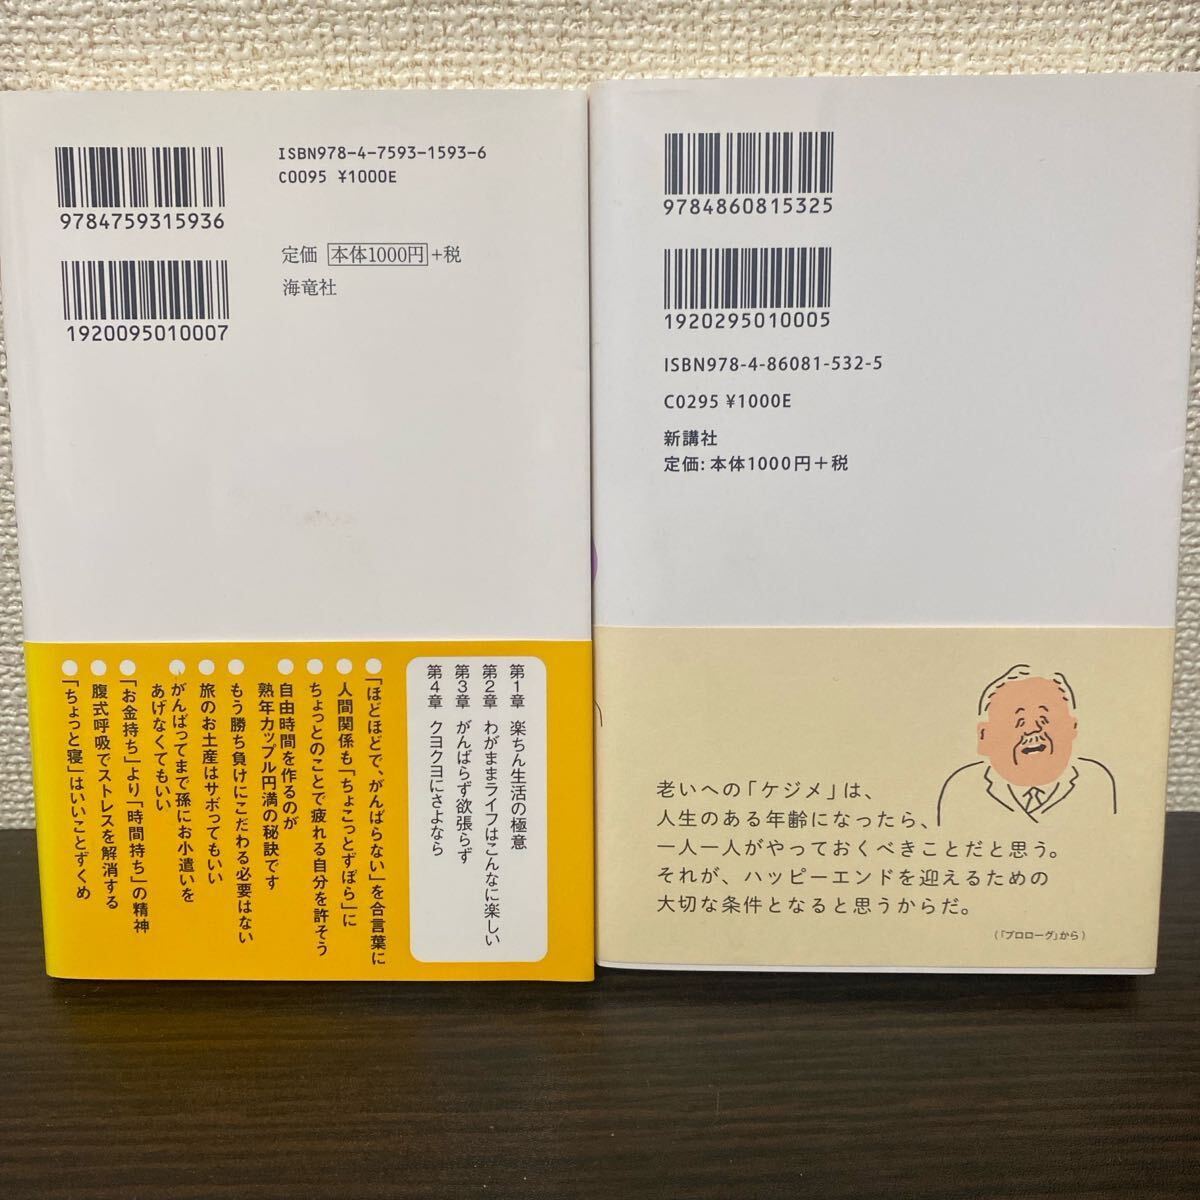 ISBN978-4-7593-1593-6
C0095 ¥1000E
9784759315936
定価 本体1000円+税
海竜社
1920095010007
第1章 楽ちん生活の極意
第2章 わがままライフはこんなに楽しい
第3章 がんばらず欲張らず
第4章 クヨクヨにさよなら
●「ほどほどで、がんばらない」を合言葉に
●人間関係も「ちょこっとずぼら」に
●ちょっとのことで疲れる自分を許そう
●自由時間を作るのが
熟年カップル円満の秘訣です
●もう勝ち負けにこだわる必要はない
●旅のお土産はサボってもいい
●がんばってまで孫にお小遣いを
あげなくてもいい
●「お金持ち」より「時間持ち」の精神
●腹式呼吸でストレスを解消する
●「ちょっと寝」はいいことずくめ
9784860815325
1920295010005
ISBN978-4-86081-532-5
C0295 ¥1000E
新講社
定価:本体1000円+税
老いへの「ケジメ」は、
人生のある年齢になったら、
一人一人がやっておくべきことだと思う。
それが、ハッピーエンドを迎えるための
大切な条件となると思うからだ。
(「プロローグ」から)